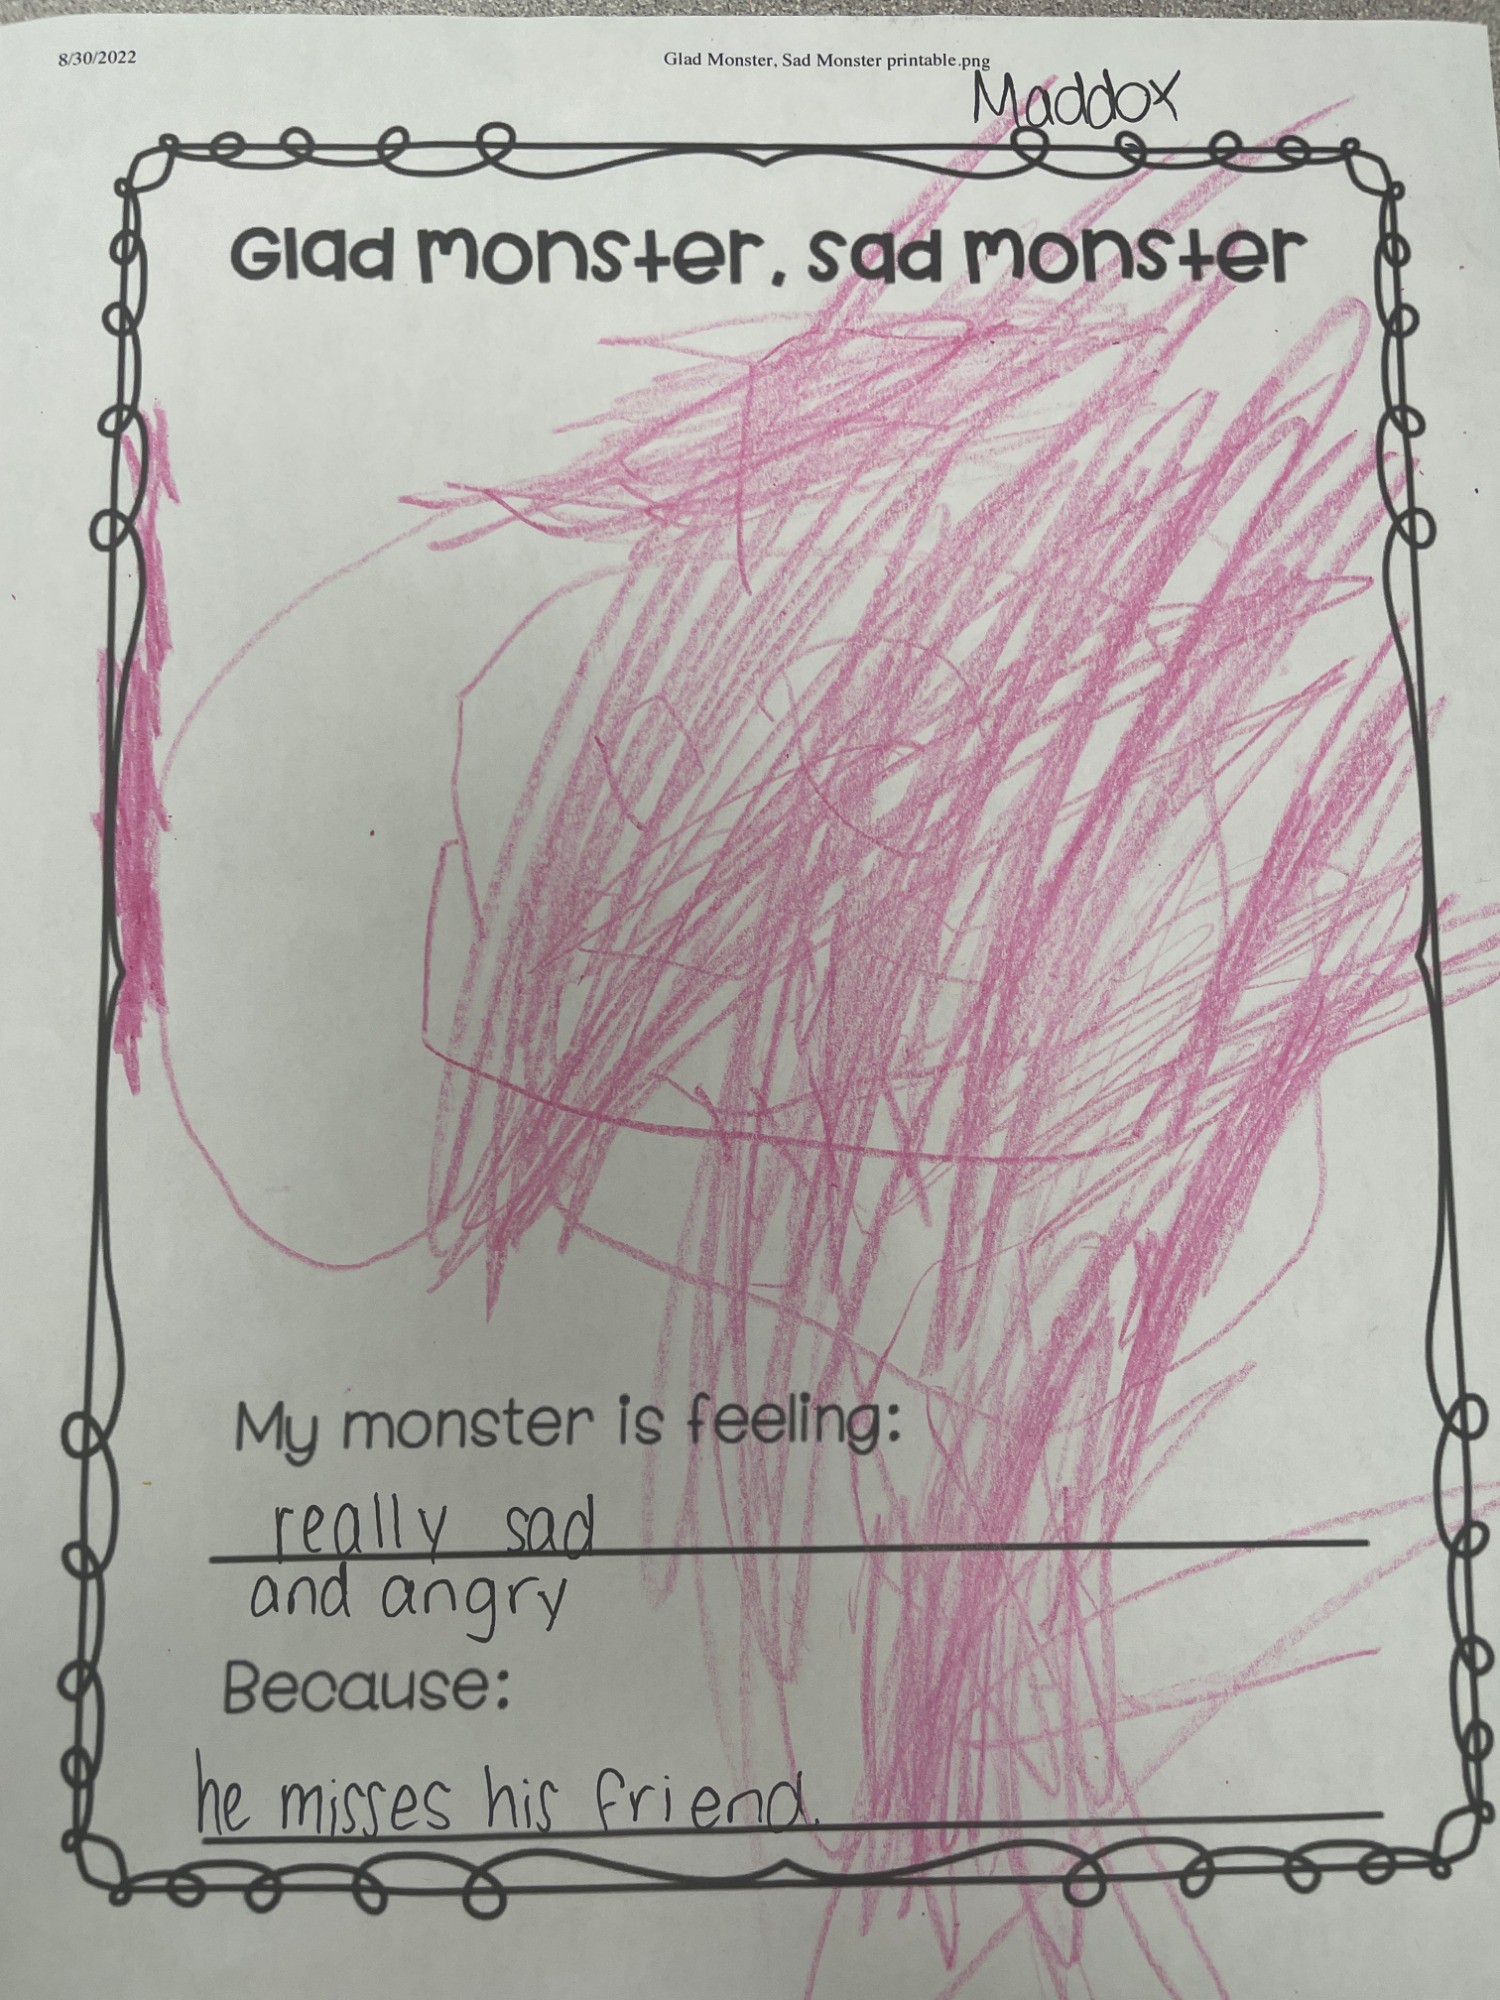 8/30/2022 Glad Monster, Sad Monster printable.png
Maddox
Glad monster, sad monster
My monster is feeling:
really sad
and angry
Because:
he misses his friend.